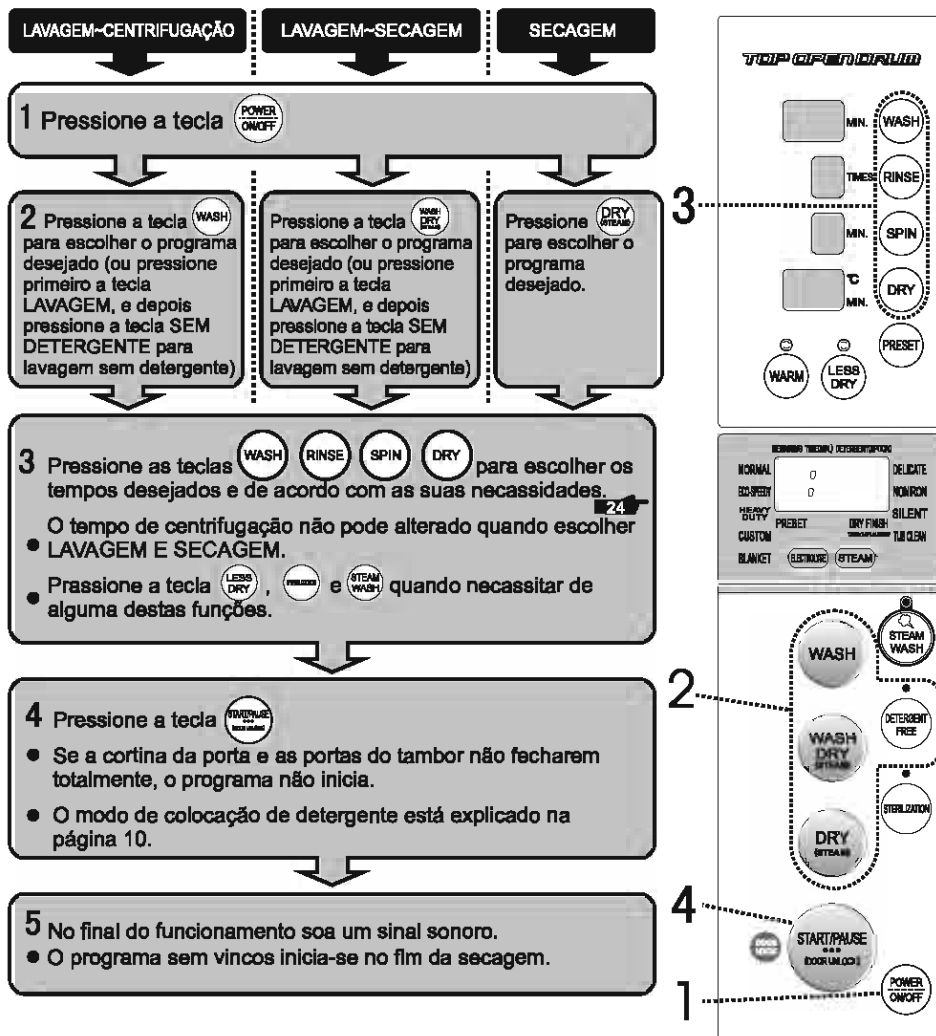 LAVAGEM~CENTRIFUGAÇÃO
LAVAGEM~SECAGEM
SECAGEM
1 Pressione a tecla POWER ON/OFF
2 Pressione a tecla WASH
para escolher o programa
desejado (ou pressione
primeiro a tecla
LAVAGEM, e depois
pressione a tecla SEM
DETERGENTE para
lavagem sem detergente)
Pressione a tecla WASH DRY (STEAM)
para escolher o programa
desejado (ou pressione
primeiro a tecla
LAVAGEM, e depois
pressione a tecla SEM
DETERGENTE para
lavagem sem detergente)
Pressione DRY (STEAM)
pare escolher o
programa
desejado.
3 Pressione as teclas WASH RINSE SPIN DRY para escolher os
tempos desejados e de acordo com as suas necassidades.
24
O tempo de centrifugação não pode alterado quando escolher
● LAVAGEM E SECAGEM.
● Prassione a tecla LESS DRY , e STEAM WASH quando necassitar de
alguma destas funções.
4 Pressione a tecla START/PAUSE (DOOR UNLOCK)
● Se a cortina da porta e as portas do tambor não fecharem
totalmente, o programa não inicia.
● O modo de colocação de detergente está explicado na
página 10.
5 No final do funcionamento soa um sinal sonoro.
● O programa sem vincos inicia-se no fim da secagem.
TOP OPEN DRUM
MIN. WASH
TIMES RINSE
3
MIN. SPIN
°C
MIN. DRY
PRESET
WARM
LESS DRY
NORMAL
ECO-SPEEDY
HEAVY DUTY
CUSTOM
BLANKET
0
0
PRESET
DRY FINISH
DELICATE
NON IRON
SILENT
TUB CLEAN
STEAM
2
WASH
STEAM WASH
WASH DRY (STEAM)
DETERGENT FREE
STERILIZATION
DRY (STEAM)
4
START/PAUSE
(DOOR UNLOCK)
1
POWER ON/OFF